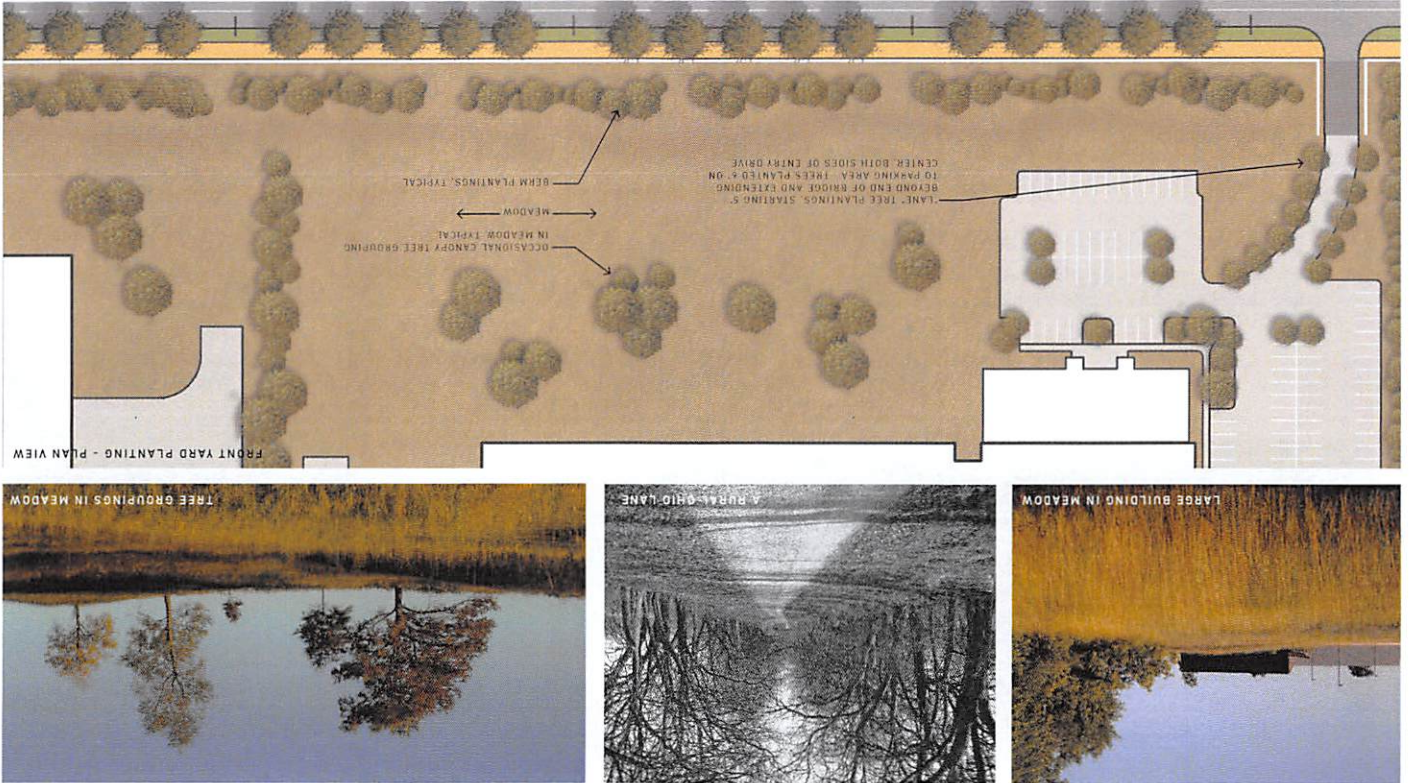 LARGE BUILDING IN MEADOW
A RURAL OHIO LANE
TREE GROUPINGS IN MEADOW
FRONT YARD PLANTING - PLAN VIEW
"LANE" TREE PLANTINGS, STARTING 5'
BEYOND END OF BRIDGE AND EXTENDING
TO PARKING AREA. TREES PLANTED 6' ON
CENTER, BOTH SIDES OF ENTRY DRIVE
OCCASIONAL CANOPY TREE GROUPING
IN MEADOW, TYPICAL
MEADOW
BERM PLANTINGS, TYPICAL